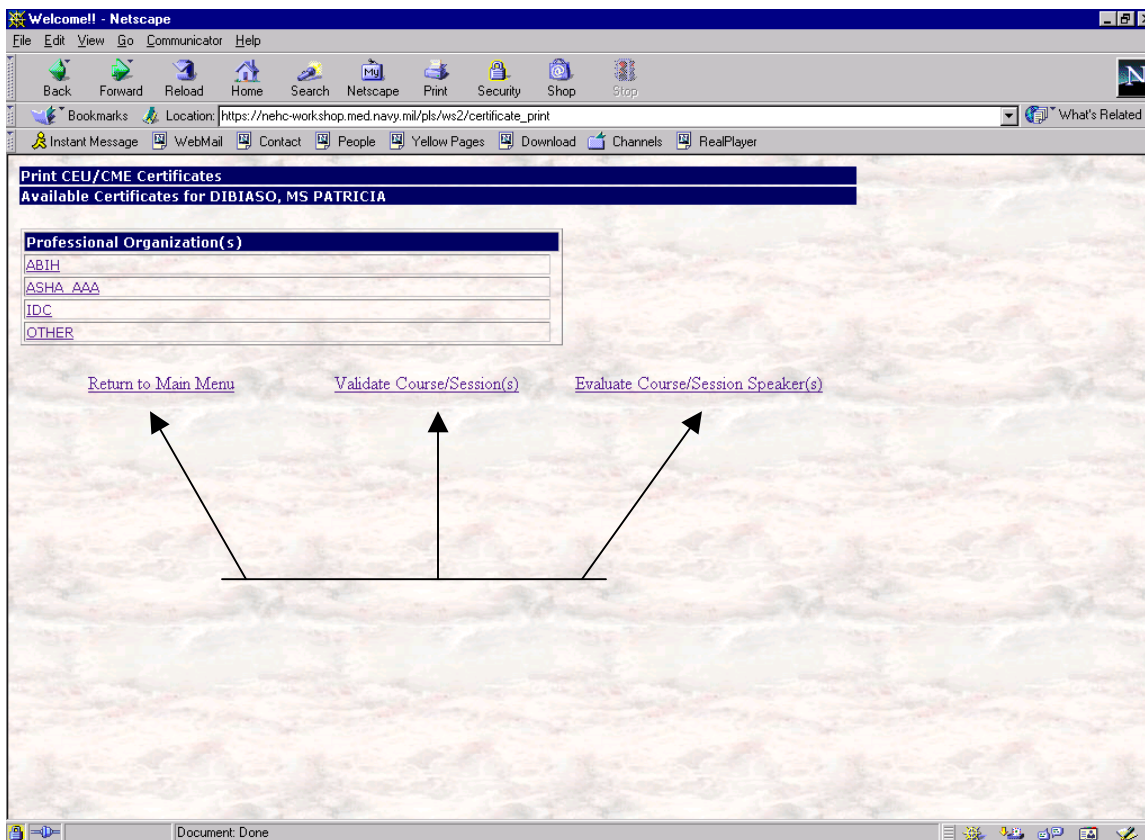 Welcome!! - Netscape
File Edit View Go Communicator Help
My
N
Back Forward Reload Home Search Netscape Print Security Shop Stop
Bookmarks Location: https://nehc-workshop.med.navy.mil/pls/ws2/certificate_print What's Related
Instant Message WebMail Contact People Yellow Pages Download Channels RealPlayer
Print CEU/CME Certificates
Available Certificates for DIBIASO, MS PATRICIA
Professional Organization(s)
ABIH
ASHA_AAA
IDC
OTHER
Return to Main Menu Validate Course/Session(s) Evaluate Course/Session Speaker(s)
Document: Done